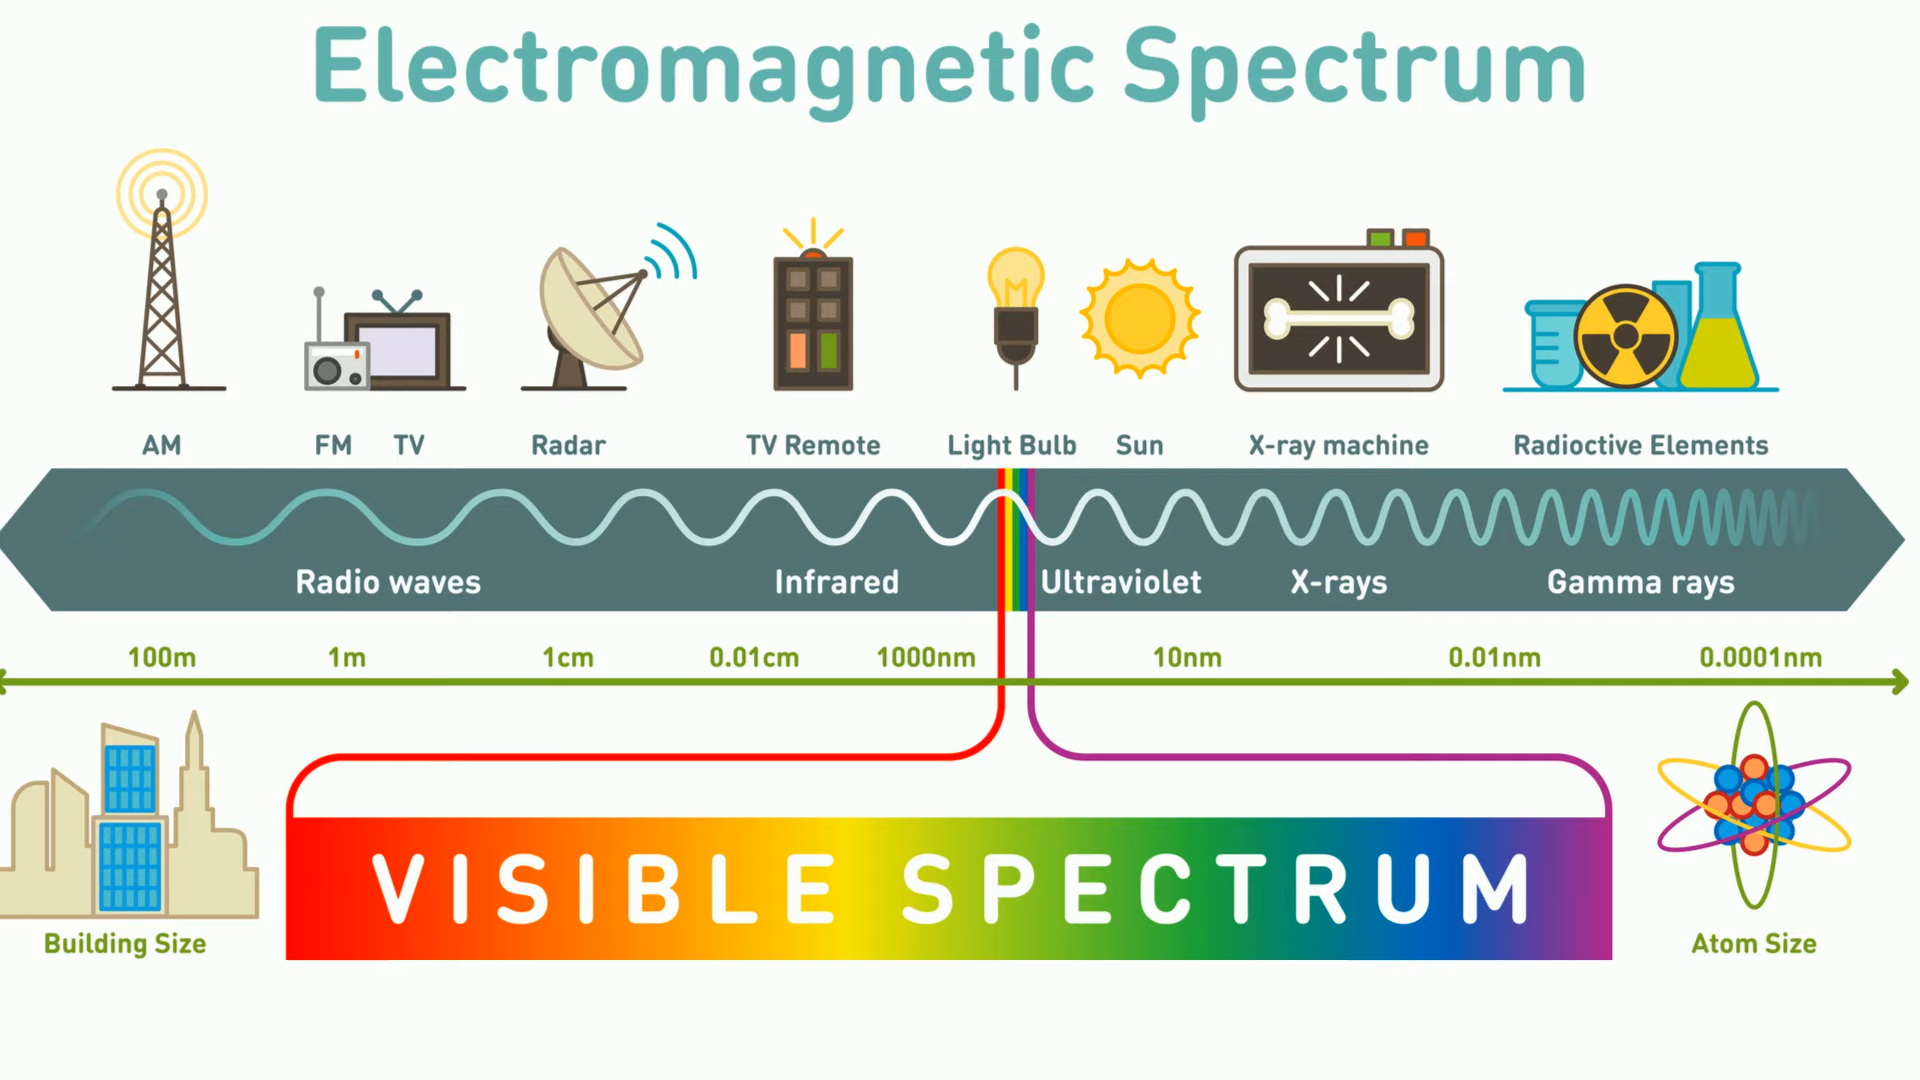 Electromagnetic Spectrum
AM FM TV Radar TV Remote Light Bulb Sun X-ray machine Radioctive Elements
Radio waves Infrared Ultraviolet X-rays Gamma rays
100m 1m 1cm 0.01cm 1000nm 10nm 0.01nm 0.0001nm
VISIBLE SPECTRUM
Building Size Atom Size